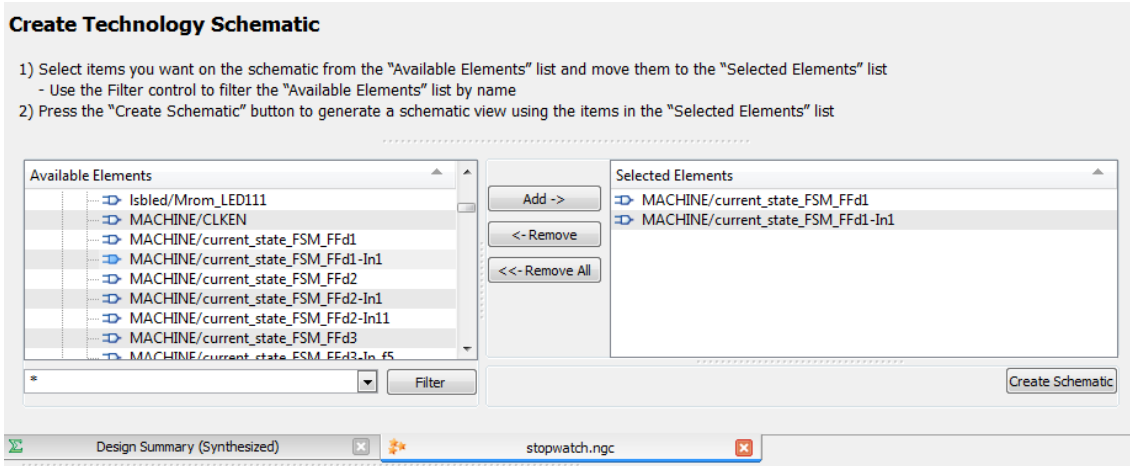 Create Technology Schematic
1) Select items you want on the schematic from the “Available Elements” list and move them to the “Selected Elements” list
- Use the Filter control to filter the “Available Elements” list by name
2) Press the “Create Schematic” button to generate a schematic view using the items in the “Selected Elements” list
Available Elements
lsbled/Mrom_LED111
MACHINE/CLKEN
MACHINE/current_state_FSM_FFd1
MACHINE/current_state_FSM_FFd1-In1
MACHINE/current_state_FSM_FFd2
MACHINE/current_state_FSM_FFd2-In1
MACHINE/current_state_FSM_FFd2-In11
MACHINE/current_state_FSM_FFd3
MACHINE/current_state_FSM_FFd3-In_f5
*
Filter
Add ->
<- Remove
<<- Remove All
Selected Elements
MACHINE/current_state_FSM_FFd1
MACHINE/current_state_FSM_FFd1-In1
Create Schematic
Design Summary (Synthesized)
stopwatch.ngc